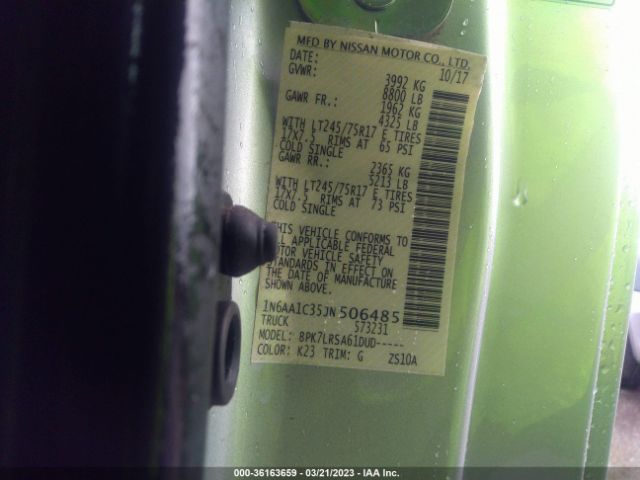 MFD BY NISSAN MOTOR CO., LTD.
DATE: 10/17
GVWR: 3992 KG
8800 LB
GAWR FR.: 1962 KG
4325 LB
WITH LT245/75R17 E TIRES
17X7.5 RIMS AT 65 PSI
COLD SINGLE
GAWR RR.: 2365 KG
5213 LB
WITH LT245/75R17 E TIRES
17X7.5 RIMS AT 73 PSI
COLD SINGLE
THIS VEHICLE CONFORMS TO
ALL APPLICABLE FEDERAL
MOTOR VEHICLE SAFETY
STANDARDS IN EFFECT ON
THE DATE OF MANUFACTURE
SHOWN ABOVE.
1N6AA1C35JN506485
TRUCK 573231
MODEL: 8PK7LRSA61DUD-----
COLOR: K23 TRIM: G ZS10A
000-36163659 - 03/21/2023 - IAA Inc.